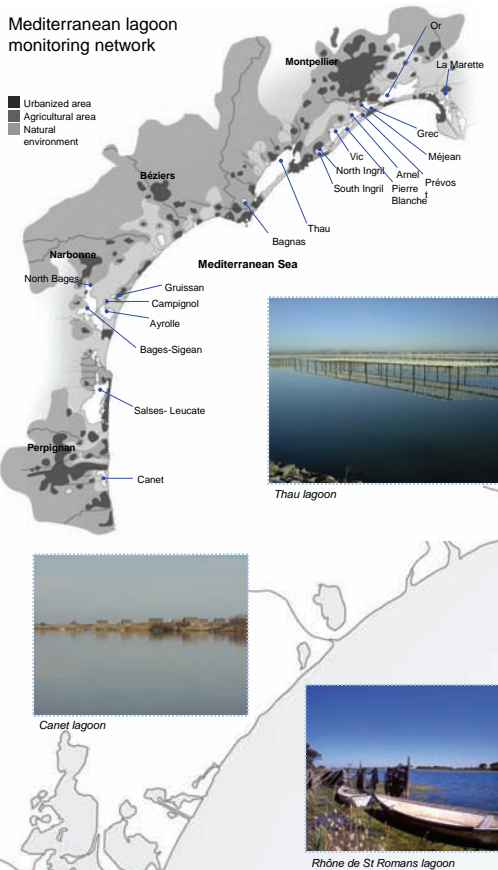 Mediterranean lagoon
monitoring network
Urbanized area
Agricultural area
Natural
environment
Or
Montpellier
La Marette
Grec
Méjean
Prévost
Arnel
Pierre
Blanche
Vic
North Ingril
South Ingril
Thau
Bagnas
Béziers
Mediterranean Sea
Narbonne
North Bages
Gruissan
Campignol
Ayrolle
Bages-Sigean
Salses- Leucate
Perpignan
Canet
Thau lagoon
Canet lagoon
Rhône de St Romans lagoon